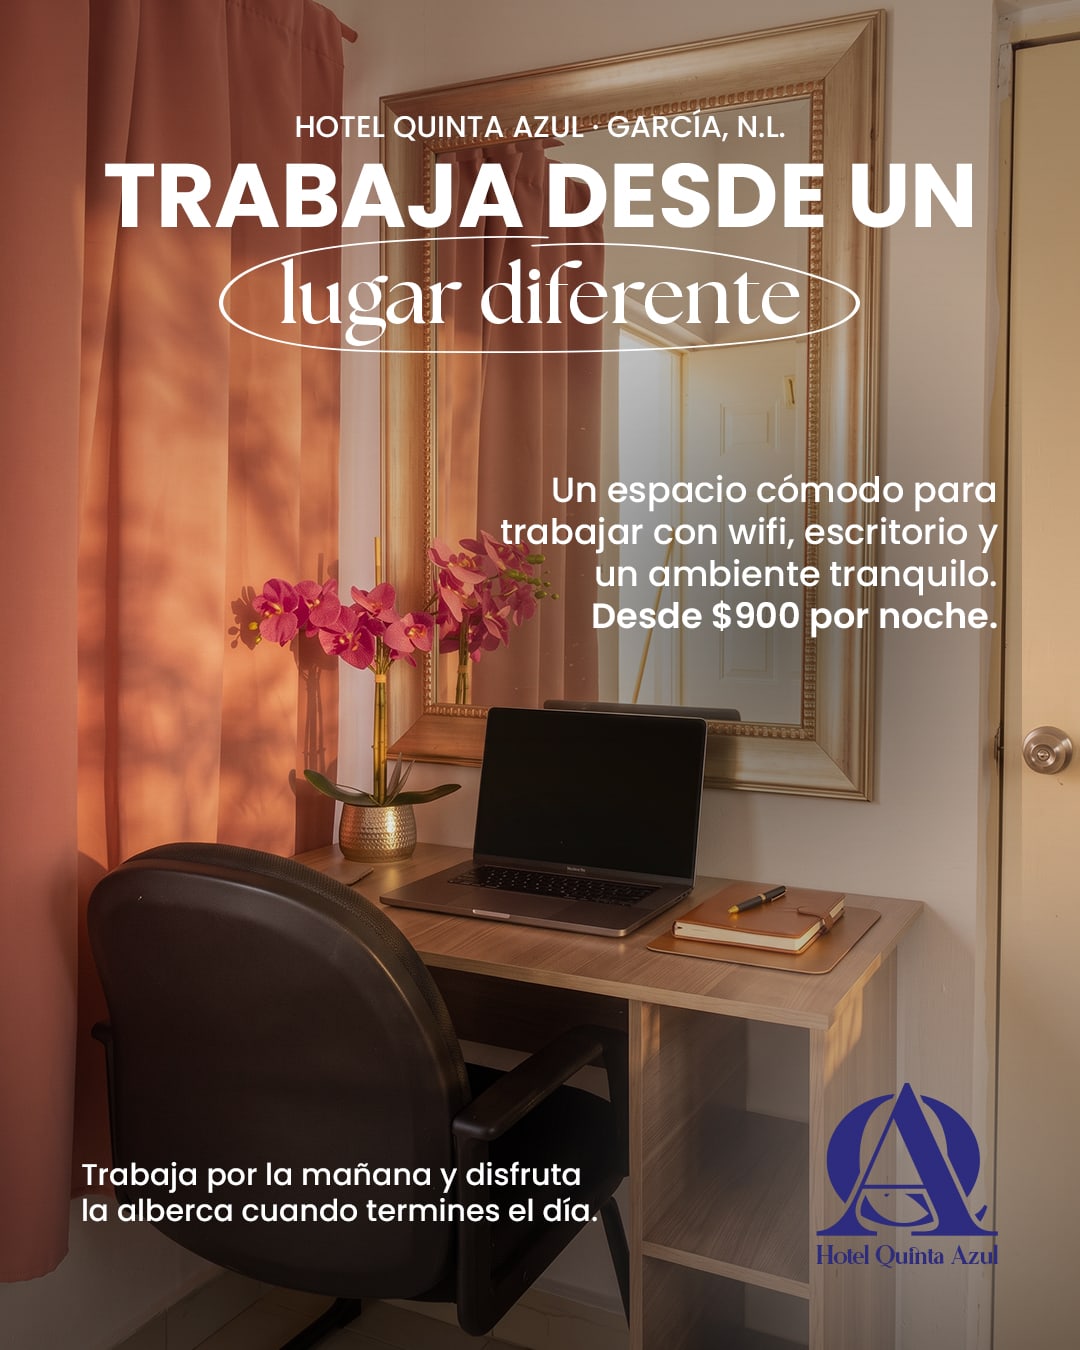 HOTEL QUINTA AZUL · GARCÍA, N.L.
TRABAJA DESDE UN
lugar diferente
Un espacio cómodo para
trabajar con wifi, escritorio y
un ambiente tranquilo.
Desde $900 por noche.
Trabaja por la mañana y disfruta
la alberca cuando termines el día.
Hotel Quinta Azul